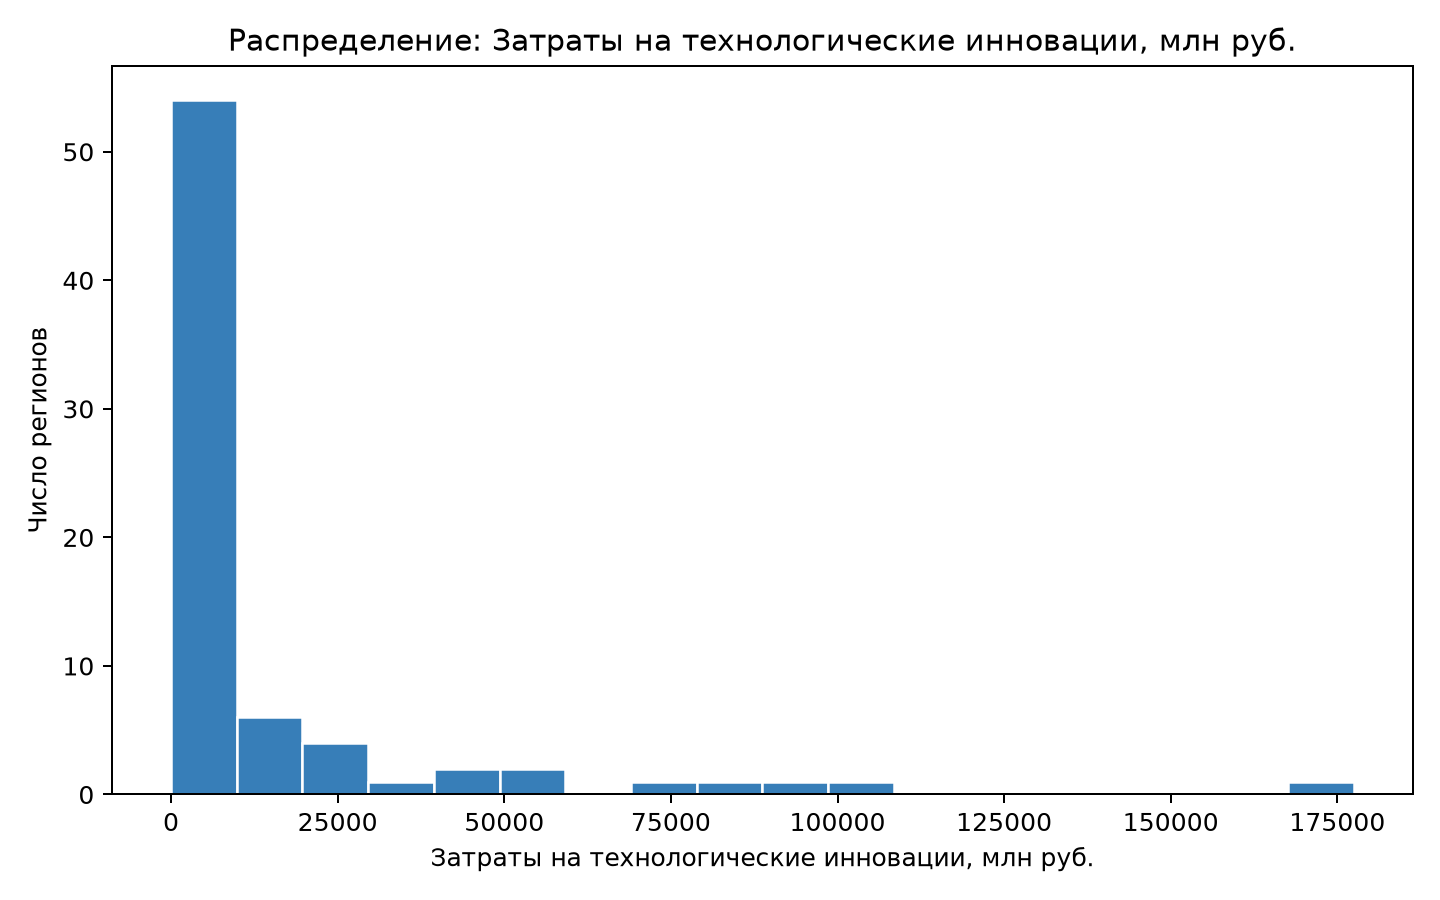 Распределение: Затраты на технологические инновации, млн руб.
Число регионов
50
40
30
20
10
0
0 25000 50000 75000 100000 125000 150000 175000
Затраты на технологические инновации, млн руб.